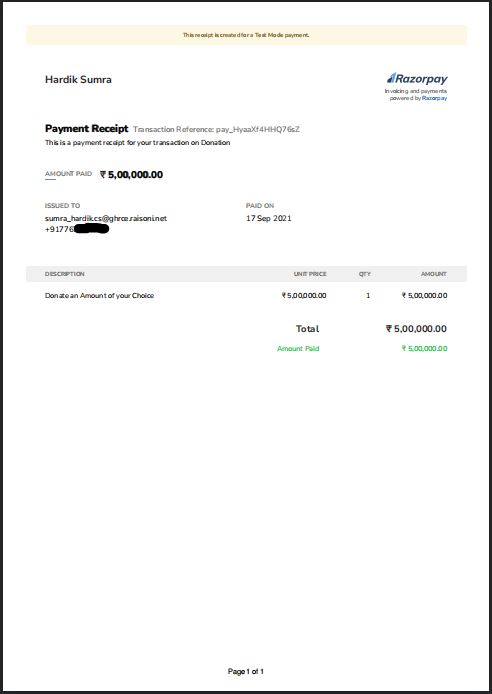 This receipt is created for a Test Mode payment.
Hardik Sumra
Razorpay
Invoicing and payments
powered by Razorpay
Payment Receipt Transaction Reference: pay_HyaaXf4HHQ76sZ
This is a payment receipt for your transaction on Donation
AMOUNT PAID ₹ 5,00,000.00
ISSUED TO PAID ON
sumra_hardik.cs@ghrce.raisoni.net 17 Sep 2021
+91776
DESCRIPTION UNIT PRICE QTY AMOUNT
Donate an Amount of your Choice ₹ 5,00,000.00 1 ₹ 5,00,000.00
Total ₹ 5,00,000.00
Amount Paid ₹ 5,00,000.00
Page 1 of 1